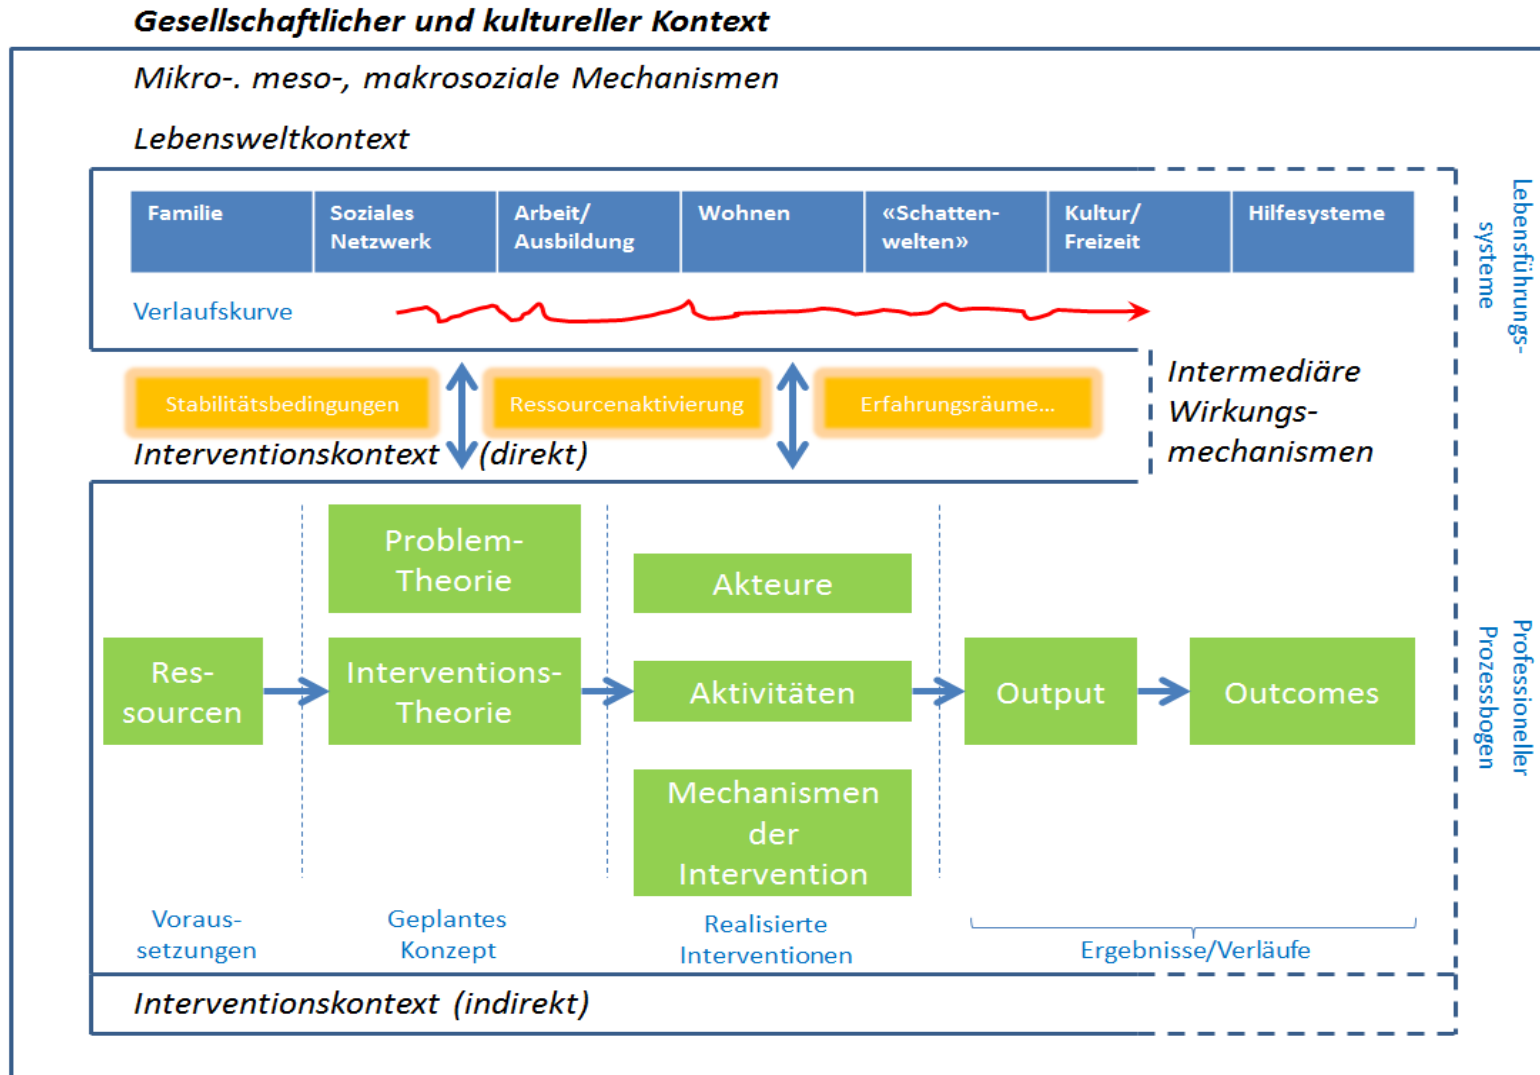 Gesellschaftlicher und kultureller Kontext
Mikro-. meso-, makrosoziale Mechanismen
Lebensweltkontext
Familie
Soziales
Netzwerk
Arbeit/
Ausbildung
Wohnen
«Schatten-
welten»
Kultur/
Freizeit
Hilfesysteme
Lebensführungs-
systeme
Verlaufskurve
Stabilitätsbedingungen
Ressourcenaktivierung
Erfahrungsräume...
Intermediäre
Wirkungs-
mechanismen
Interventionskontext (direkt)
Problem-
Theorie
Akteure
Res-
sourcen
Interventions-
Theorie
Aktivitäten
Output
Outcomes
Professioneller
Prozessbogen
Mechanismen
der
Intervention
Voraus-
setzungen
Geplantes
Konzept
Realisierte
Interventionen
Ergebnisse/Verläufe
Interventionskontext (indirekt)